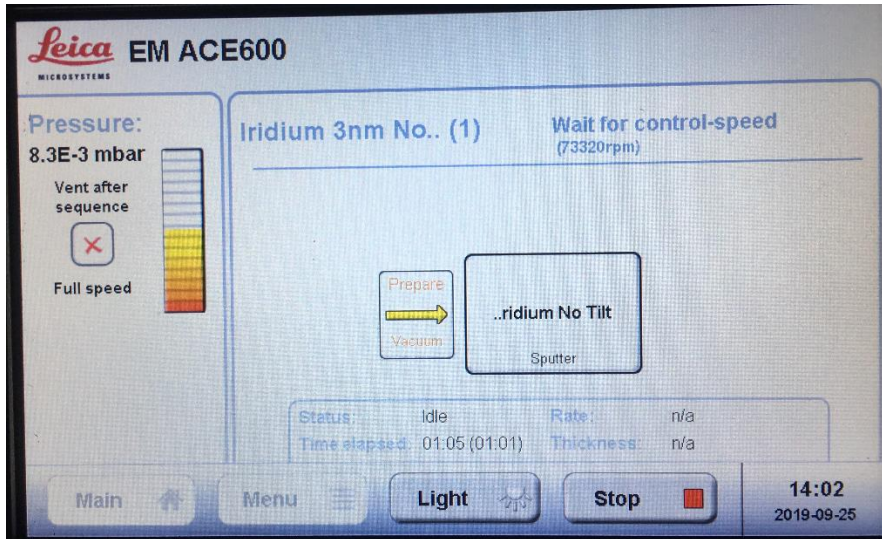 Leica EM ACE600
MICROSYSTEMS
Pressure:
8.3E-3 mbar
Vent after
sequence
Full speed
Iridium 3nm No.. (1)
Wait for control-speed
(73320rpm)
Prepare
Vacuum
..ridium No Tilt
Sputter
Status: Idle Rate: n/a
Time elapsed: 01:05 (01:01) Thickness: n/a
Main Menu Light Stop
14:02
2019-09-25